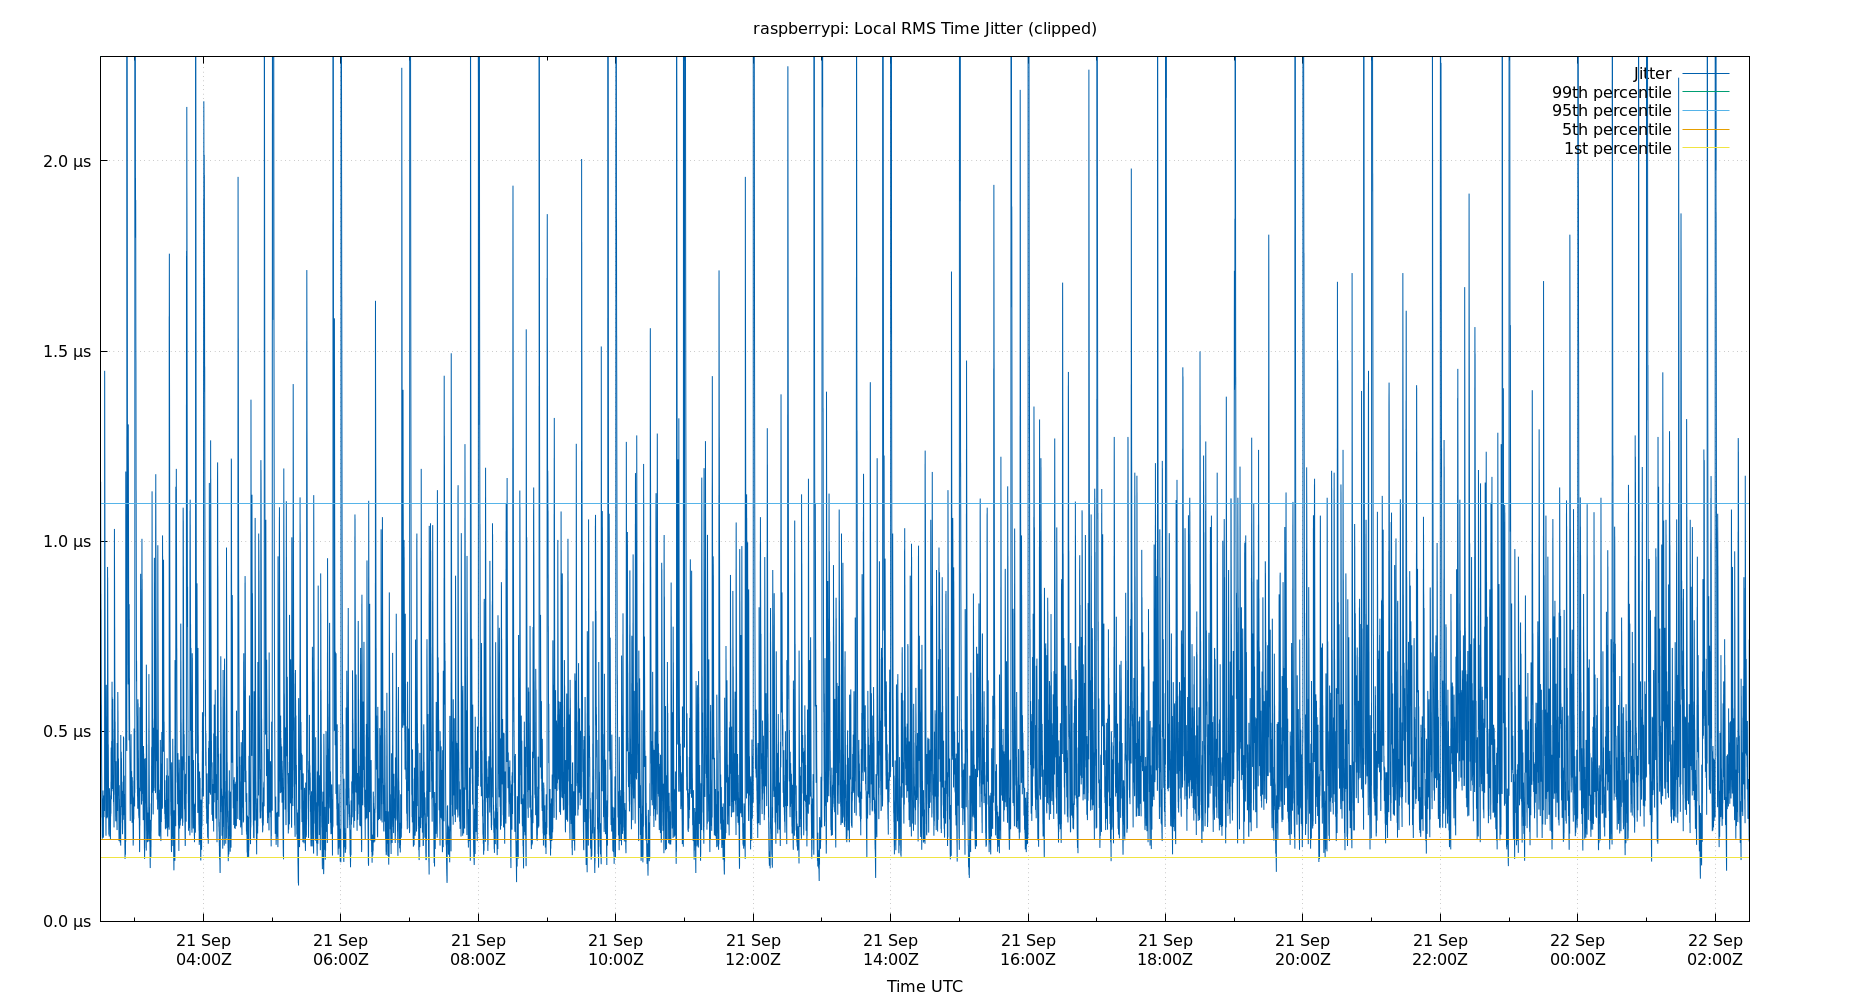 raspberrypi: Local RMS Time Jitter (clipped)
Jitter
99th percentile
95th percentile
5th percentile
1st percentile
2.0 µs
1.5 µs
1.0 µs
0.5 µs
0.0 µs
21 Sep 21 Sep 21 Sep 21 Sep 21 Sep 21 Sep 21 Sep 21 Sep 21 Sep 21 Sep 22 Sep 22 Sep
04:00Z 06:00Z 08:00Z 10:00Z 12:00Z 14:00Z 16:00Z 18:00Z 20:00Z 22:00Z 00:00Z 02:00Z
Time UTC